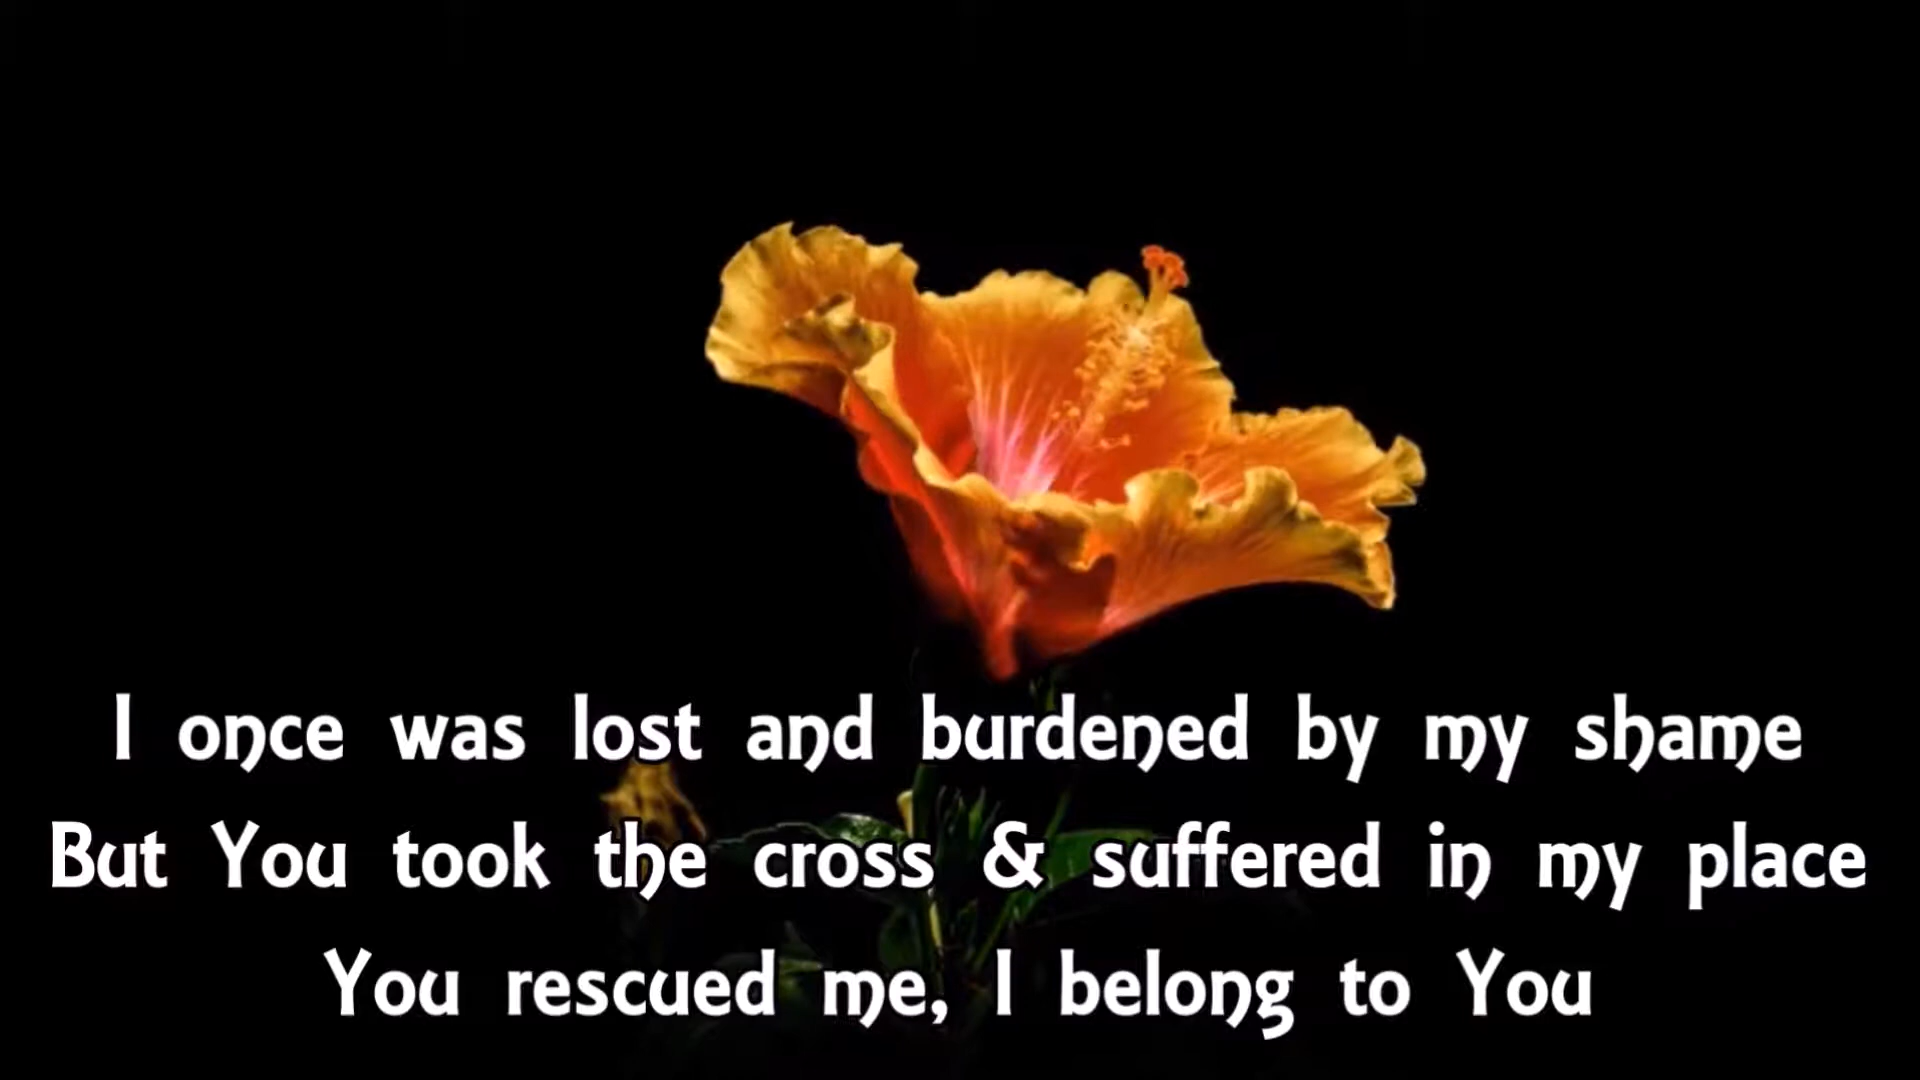 I once was lost and burdened by my shame
But You took the cross & suffered in my place
You rescued me, I belong to You